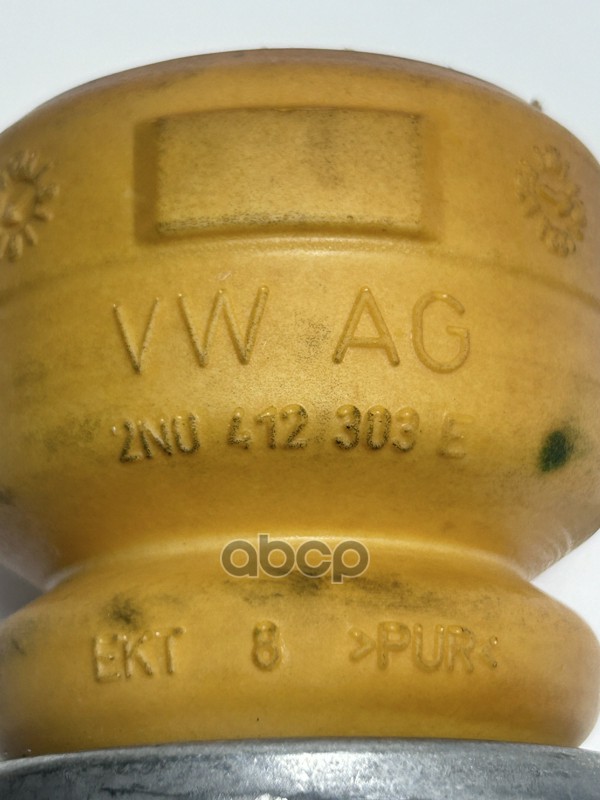 VW AG
2N0 412 303 E
abcp
EKT 8 >PUR<